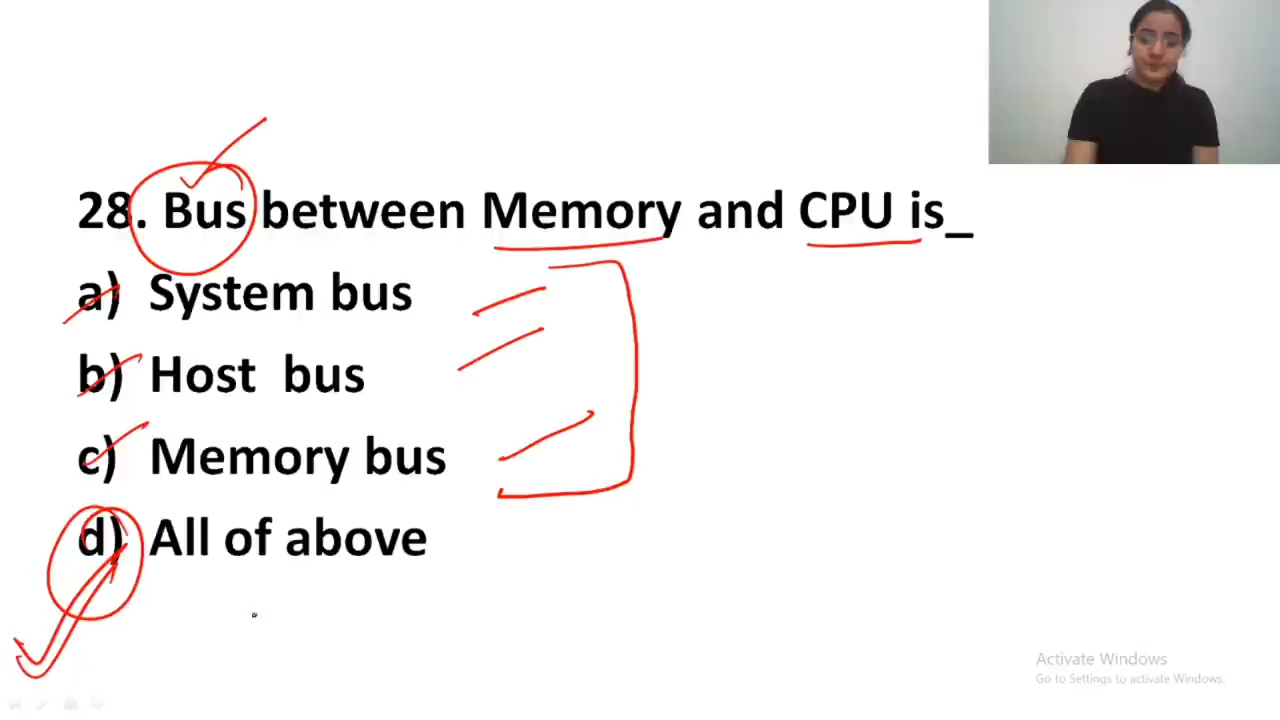 28. Bus between Memory and CPU is_
a) System bus
b) Host bus
c) Memory bus
d) All of above
Activate Windows
Go to Settings to activate Windows.